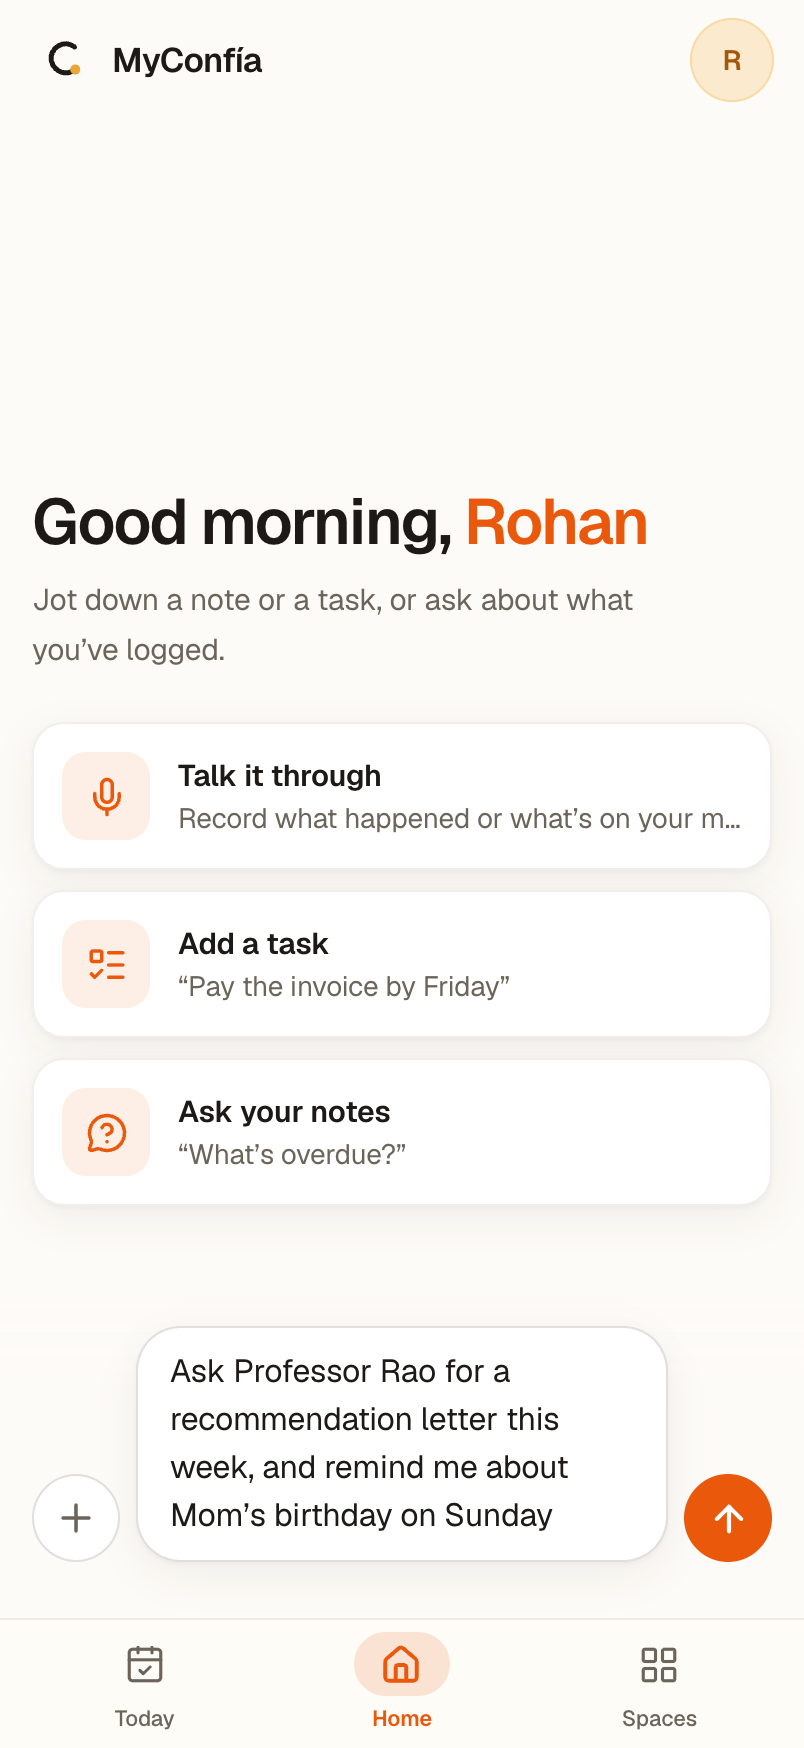 MyConfía
R
Good morning, Rohan
Jot down a note or a task, or ask about what
you’ve logged.
Talk it through
Record what happened or what’s on your m...
Add a task
“Pay the invoice by Friday”
Ask your notes
“What’s overdue?”
Ask Professor Rao for a
recommendation letter this
week, and remind me about
Mom’s birthday on Sunday
Today
Home
Spaces